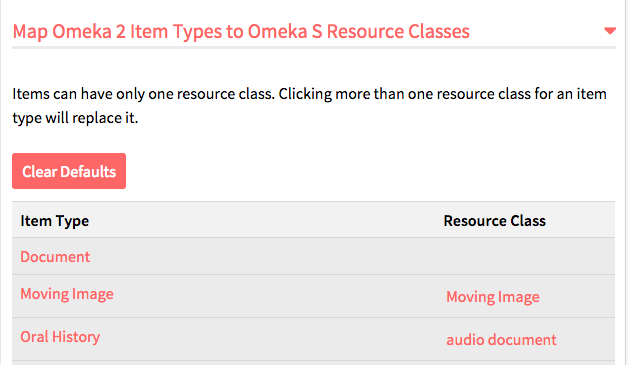 Map Omeka 2 Item Types to Omeka S Resource Classes
Items can have only one resource class. Clicking more than one resource class for an item
type will replace it.
Clear Defaults
Item Type Resource Class
Document
Moving Image Moving Image
Oral History audio document